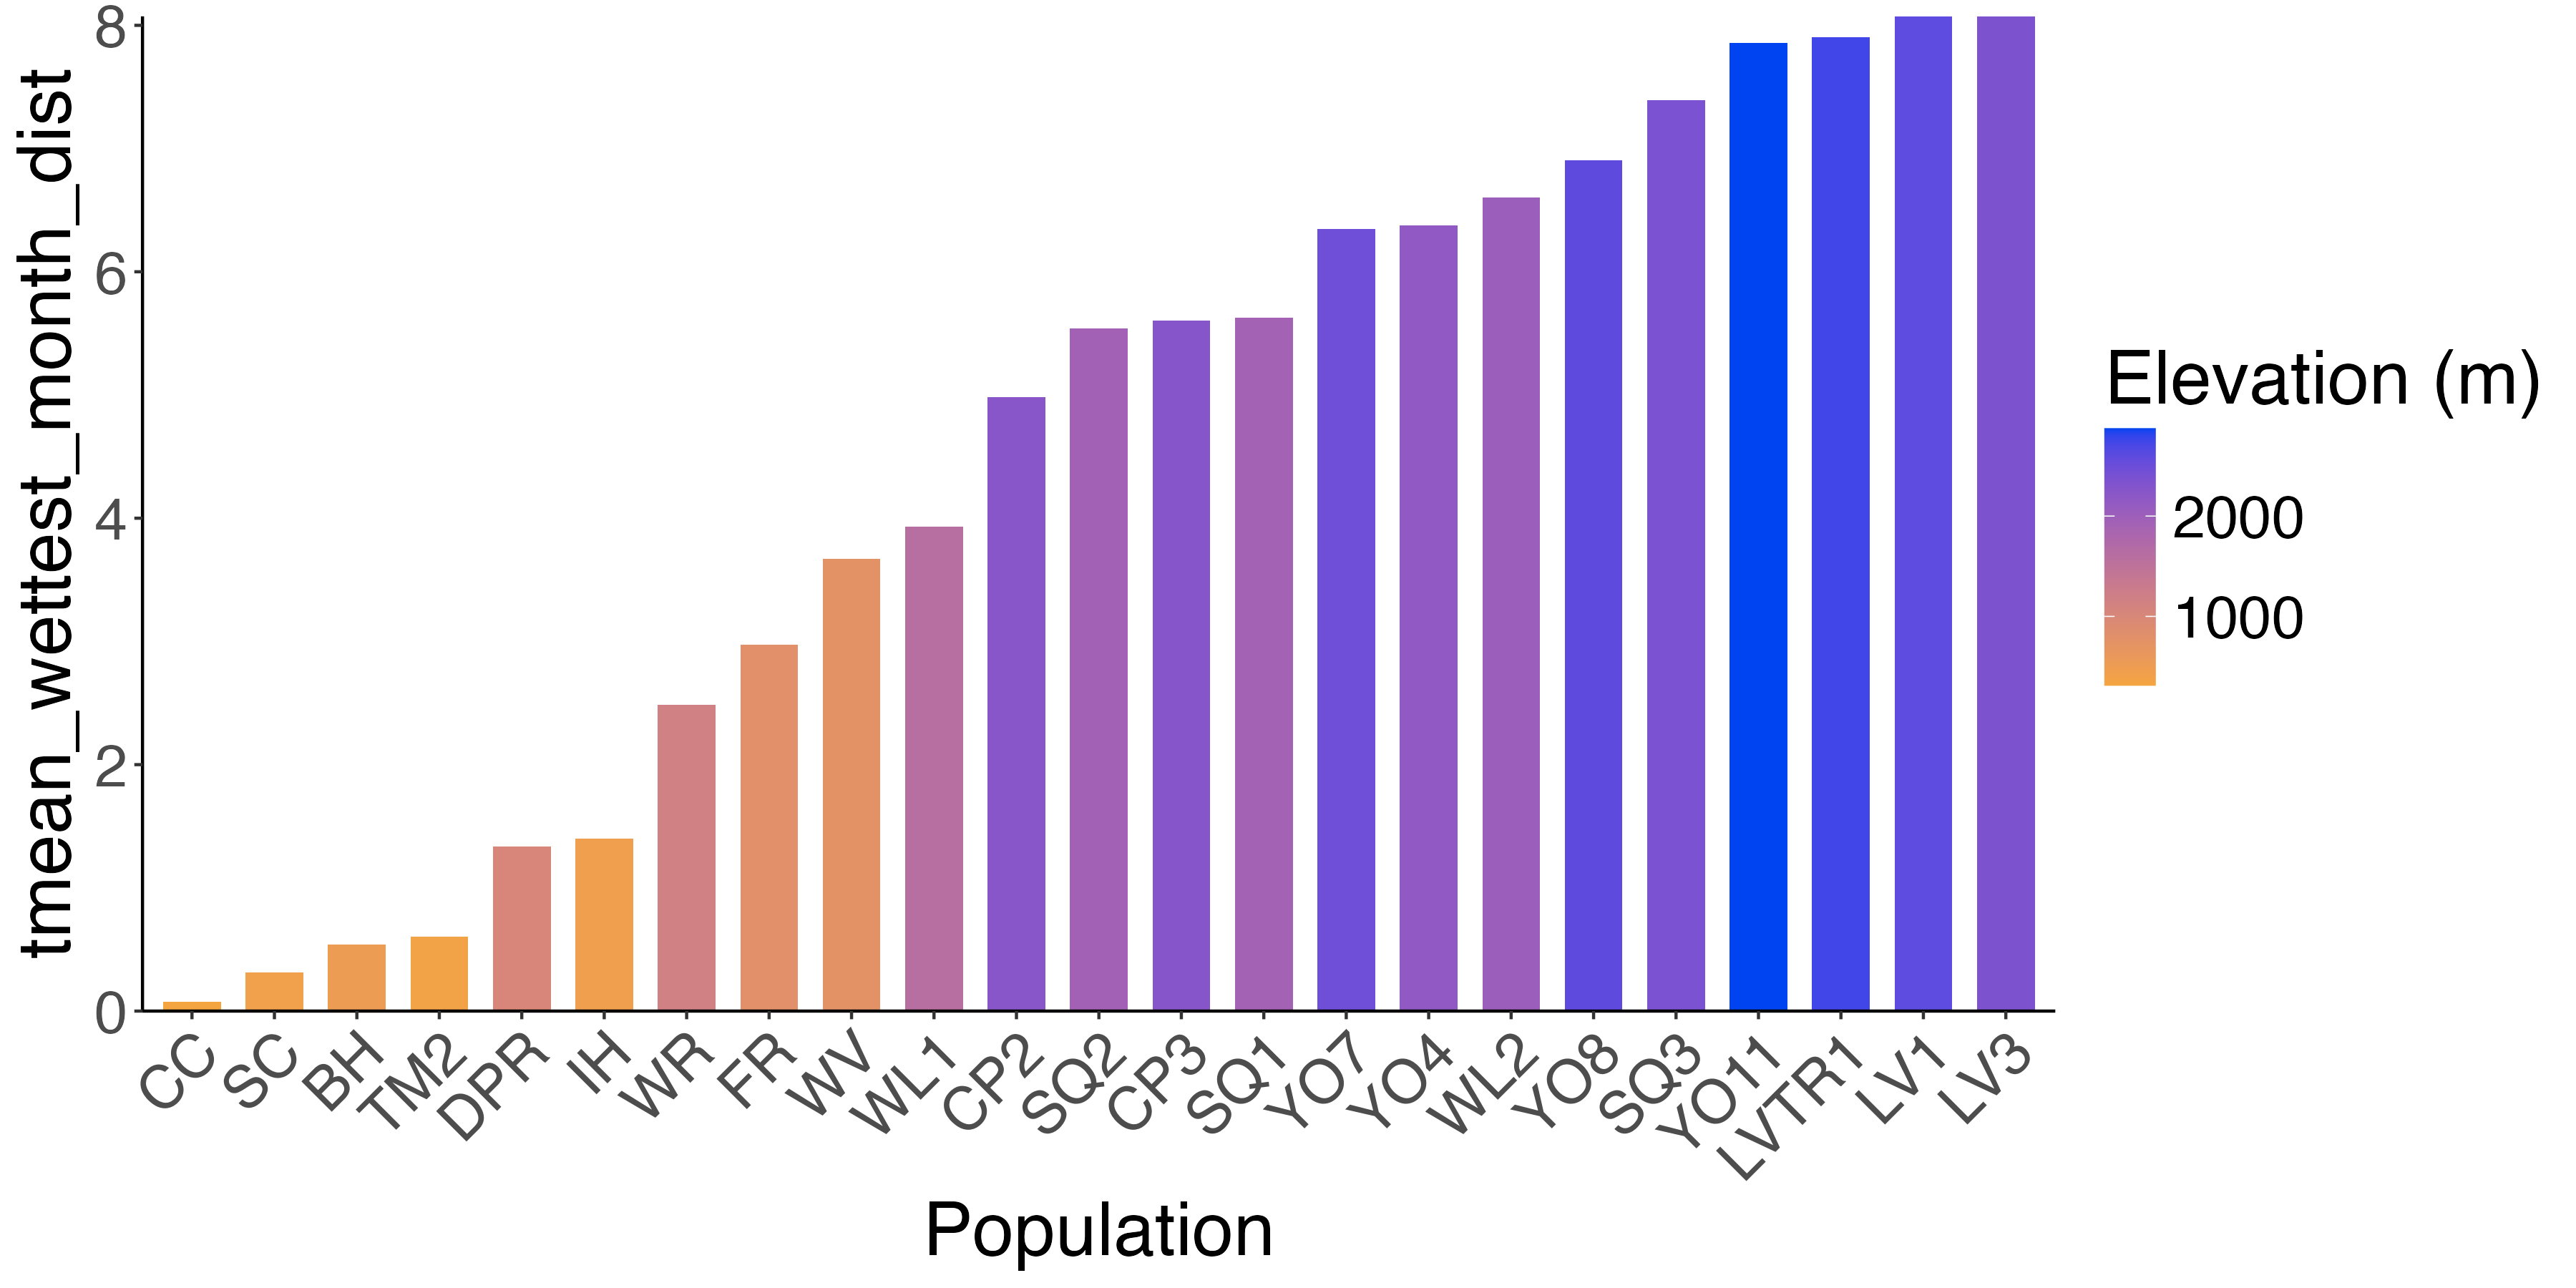 tmean_wettest_month_dist
8
6
4
2
0
CC
SC
BH
TM2
DPR
IH
WR
FR
WV
WL1
CP2
SQ2
CP3
SQ1
YO7
YO4
WL2
YO8
SQ3
YO11
LVTR1
LV1
LV3
Population
Elevation (m)
2000
1000